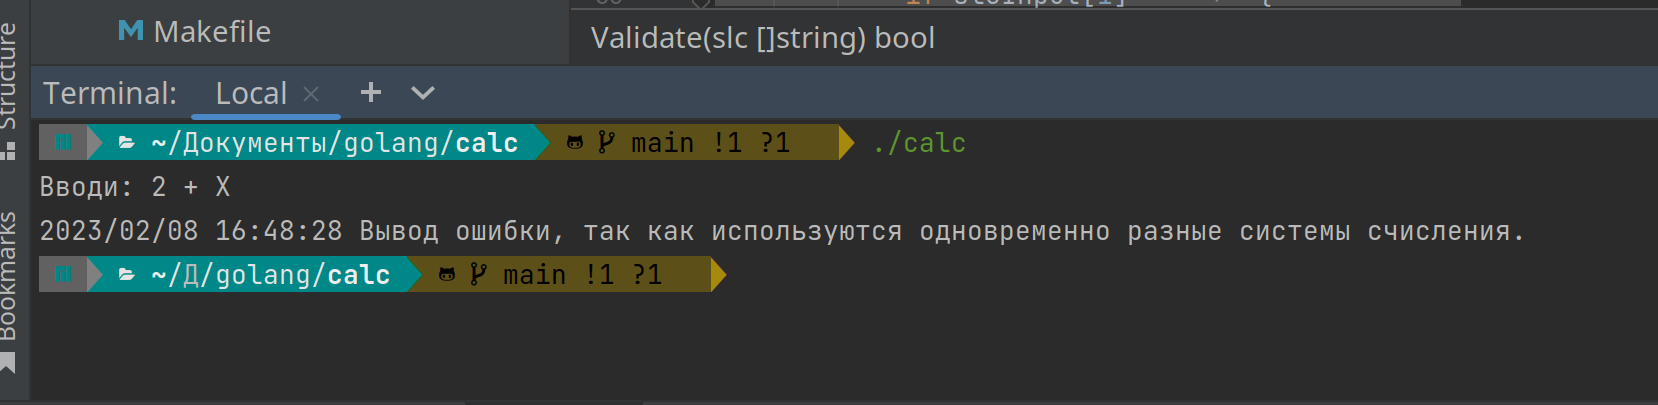 Makefile
Validate(slc []string) bool
Structure
Bookmarks
Terminal: Local × +
~/Документы/golang/calc main !1 ?1 ./calc
Вводи: 2 + X
2023/02/08 16:48:28 Вывод ошибки, так как используются одновременно разные системы счисления.
~/Д/golang/calc main !1 ?1